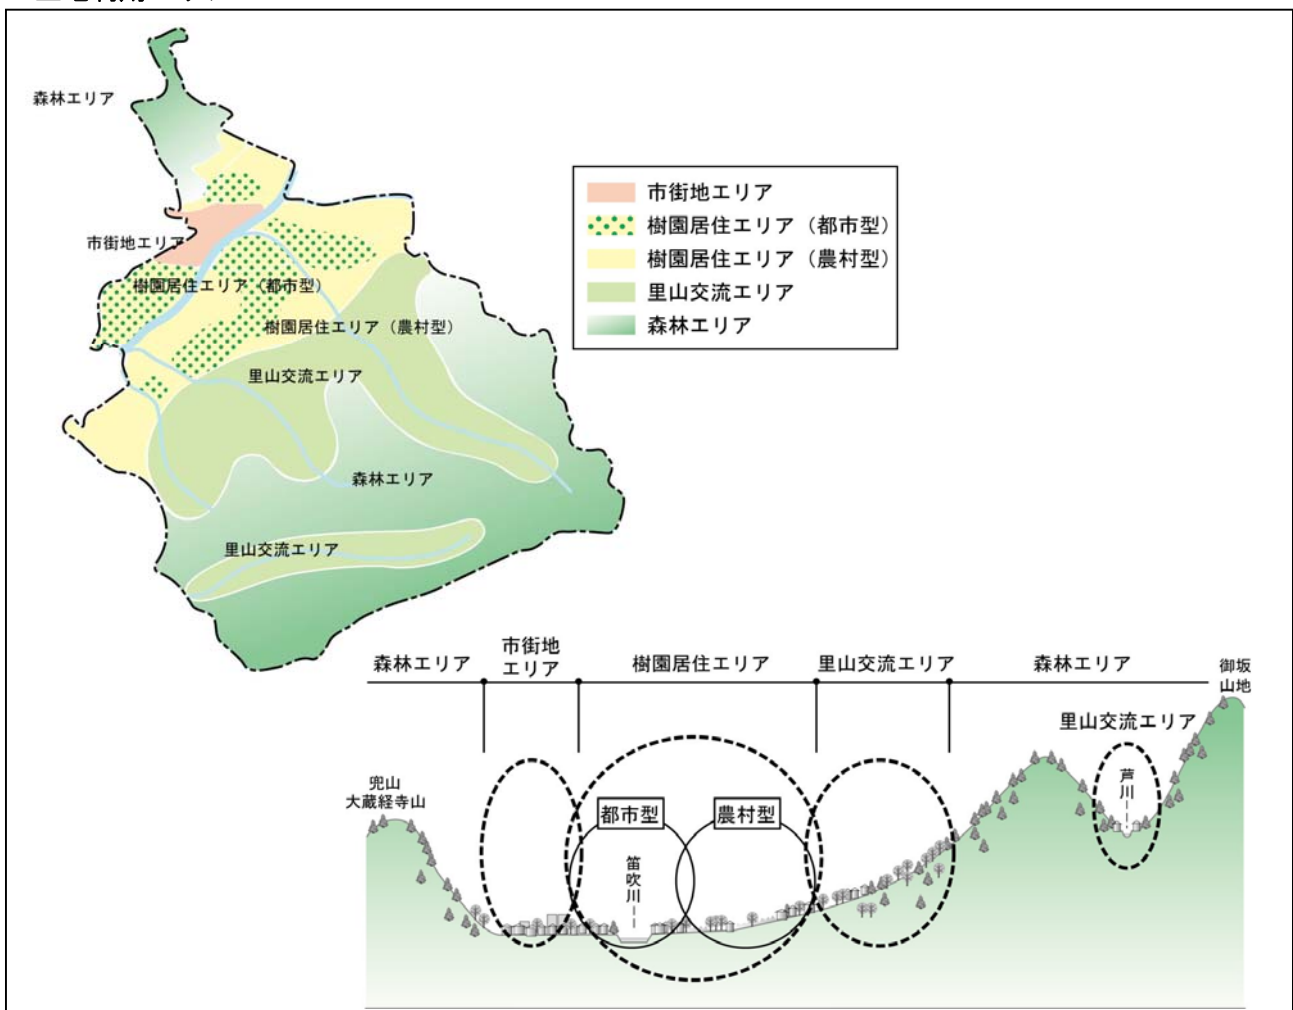 森林エリア
市街地エリア
樹園居住エリア（都市型）
樹園居住エリア（農村型）
里山交流エリア
森林エリア
里山交流エリア
市街地エリア
樹園居住エリア（都市型）
樹園居住エリア（農村型）
里山交流エリア
森林エリア
森林エリア
市街地
エリア
樹園居住エリア
里山交流エリア
森林エリア
御坂
山地
里山交流エリア
兜山
大蔵経寺山
都市型
農村型
笛吹川
芦川